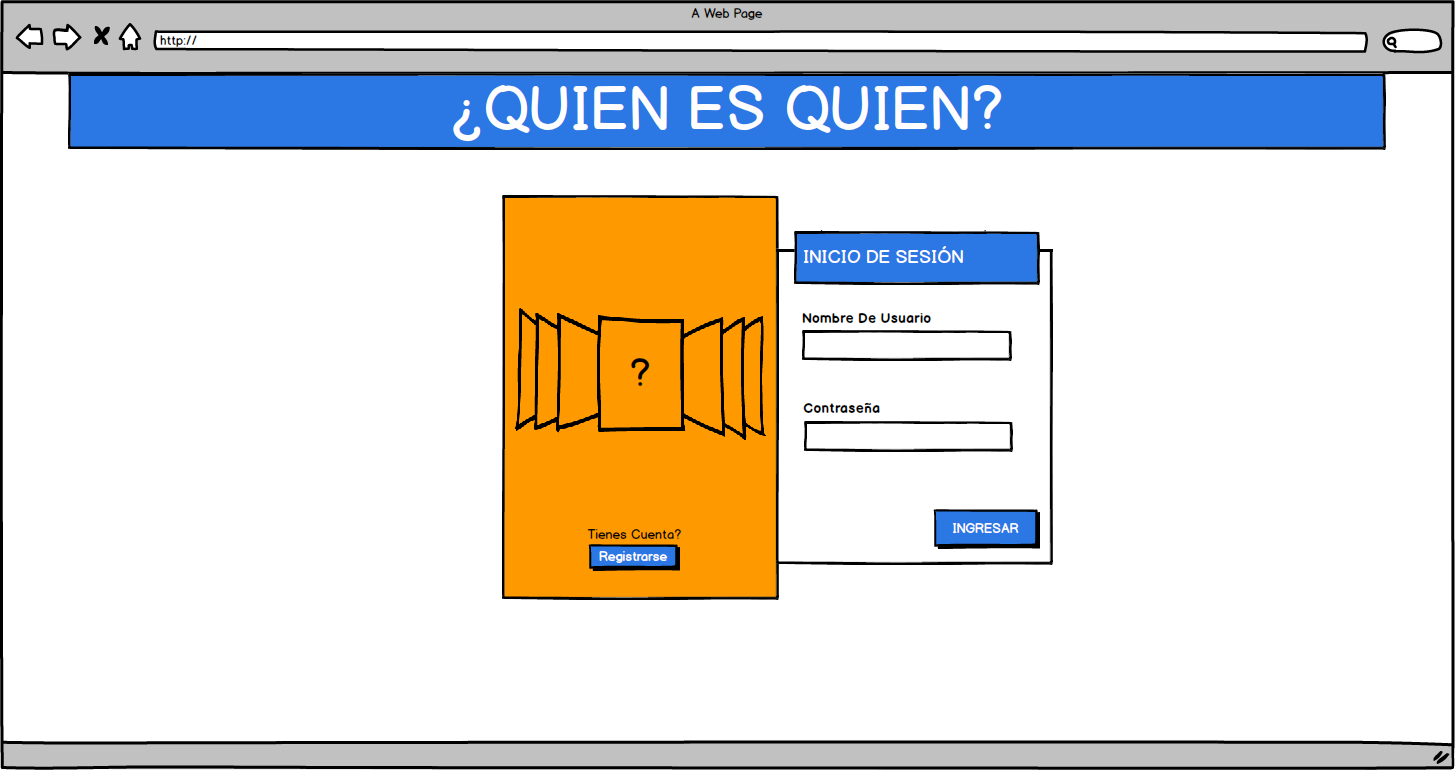 A Web Page
http://
¿QUIEN ES QUIEN?
INICIO DE SESIÓN
Nombre De Usuario
?
Contraseña
INGRESAR
Tienes Cuenta?
Registrarse